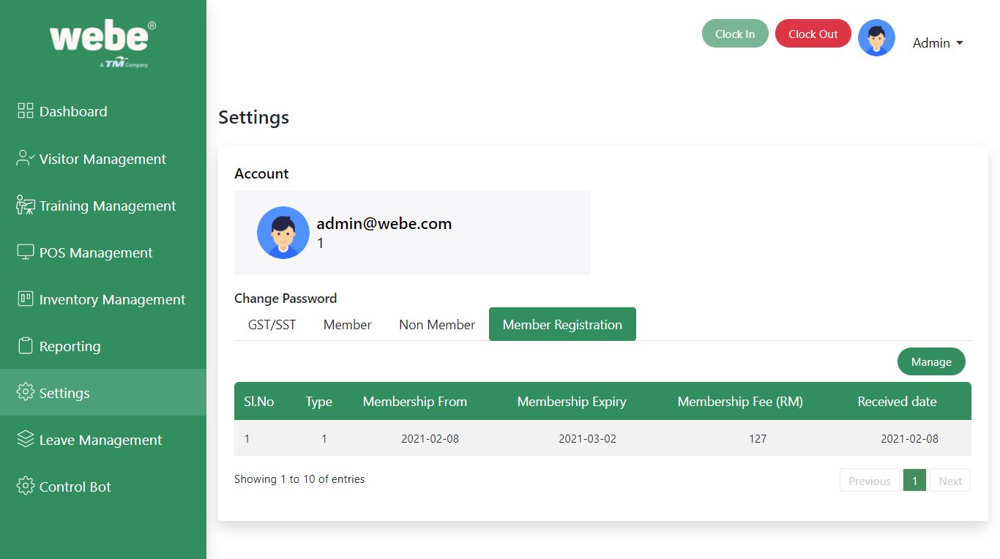 webe®
A TM Company
Clock In
Clock Out
Admin
Dashboard
Visitor Management
Training Management
POS Management
Inventory Management
Reporting
Settings
Leave Management
Control Bot
Settings
Account
admin@webe.com
1
Change Password
GST/SST Member Non Member Member Registration
Manage
Sl.No Type Membership From Membership Expiry Membership Fee (RM) Received date
1 1 2021-02-08 2021-03-02 127 2021-02-08
Showing 1 to 10 of entries
Previous 1 Next